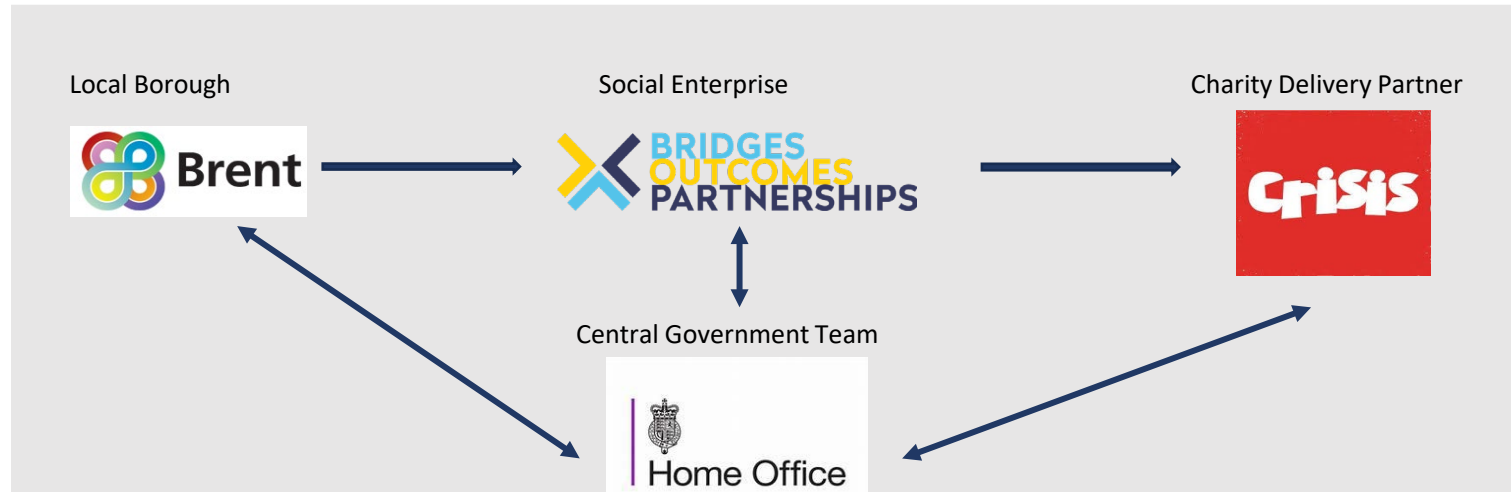 Local Borough
Social Enterprise
Charity Delivery Partner
Brent
BRIDGES
OUTCOMES
PARTNERSHIPS
Crisis
Central Government Team
Home Office